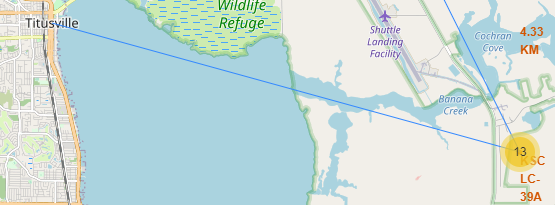 Wildlife
Refuge
Titusville
Shuttle
Landing
Facility
Cochran
Cove
4.33
KM
Banana
Creek
13
KSC
LC-
39A